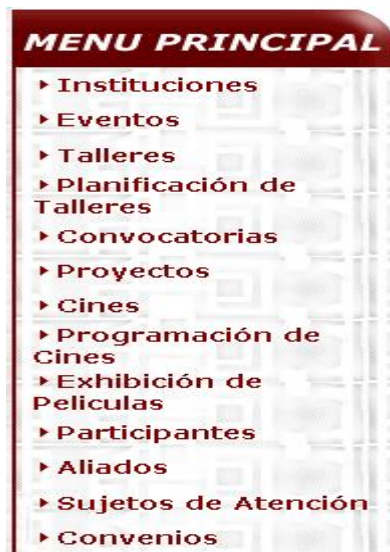 MENU PRINCIPAL
Instituciones
Eventos
Talleres
Planificación de
Talleres
Convocatorias
Proyectos
Cines
Programación de
Cines
Exhibición de
Peliculas
Participantes
Aliados
Sujetos de Atención
Convenios